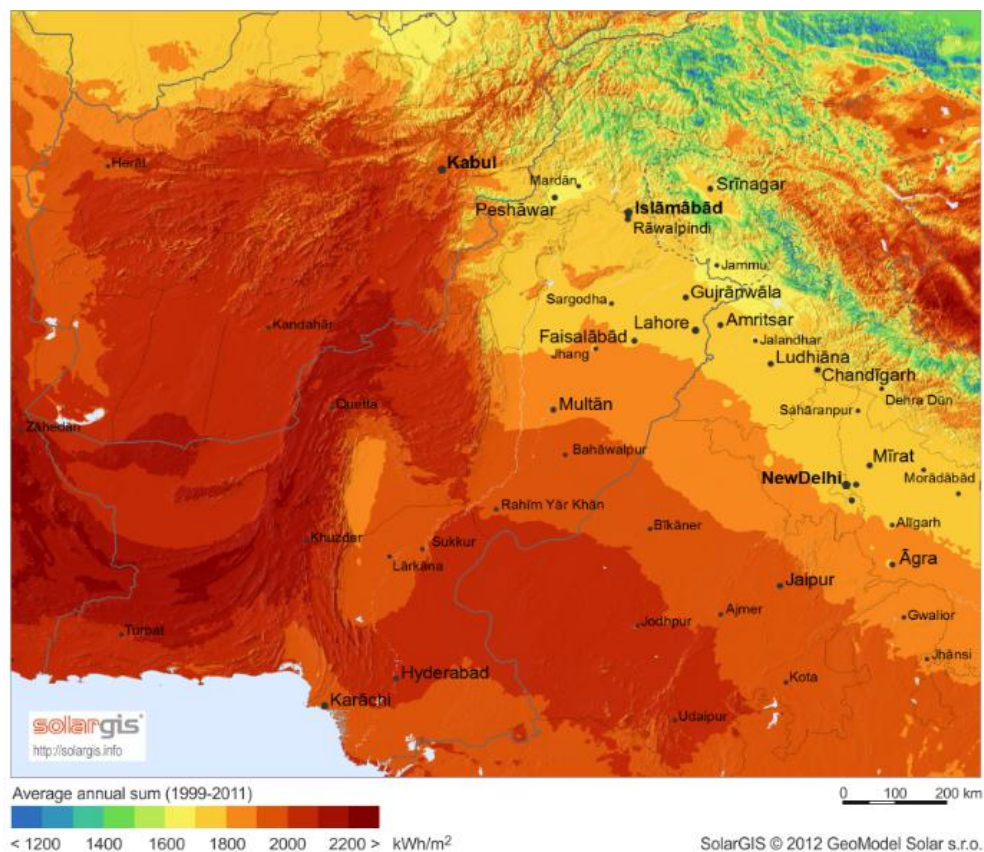 Herāt
Kabul
Mardān
Srīnagar
Peshāwar
Islāmābād
Rāwalpindi
Jammu
Sargodha
Gujrānwāla
Kandahār
Lahore
Amritsar
Faisalābād
Jalandhar
Jhang
Ludhiāna
Chandīgarh
Dehra Dūn
Quetta
Multān
Sahāranpur
Zāhedān
Bahāwalpur
Mīrat
NewDelhi
Morādābād
Rahīm Yār Khān
Bīkāner
Alīgarh
Khuzdar
Sukkur
Lārkāna
Āgra
Jaipur
Turbat
Jodhpur
Ajmer
Gwalior
Jhānsi
Hyderabad
Kota
Karāchi
Udaipur
solargis
http://solargis.info
Average annual sum (1999-2011)
0 100 200 km
< 1200 1400 1600 1800 2000 2200 > kWh/m²
SolarGIS © 2012 GeoModel Solar s.r.o.